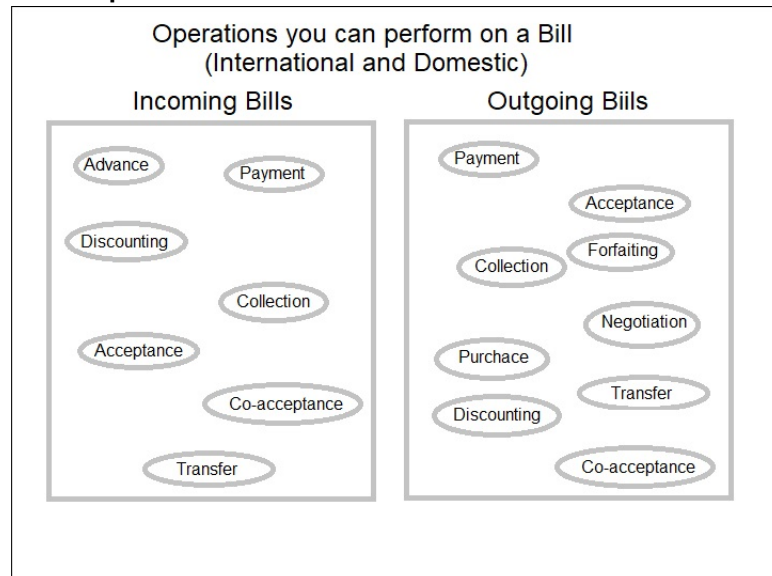 Operations you can perform on a Bill
(International and Domestic)
Incoming Bills
Advance
Payment
Discounting
Collection
Acceptance
Co-acceptance
Transfer
Outgoing Biils
Payment
Acceptance
Forfaiting
Collection
Negotiation
Purchace
Transfer
Discounting
Co-acceptance